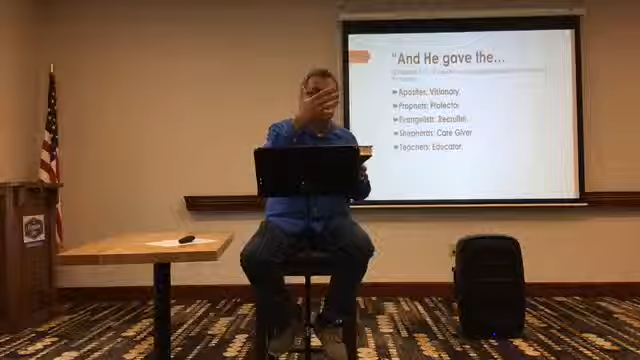 "And He gave the...
Apostles: Visionary.
Prophets: Protector.
Evangelists: Recruiter.
Shepherds: Care Giver
Teachers: Educator.